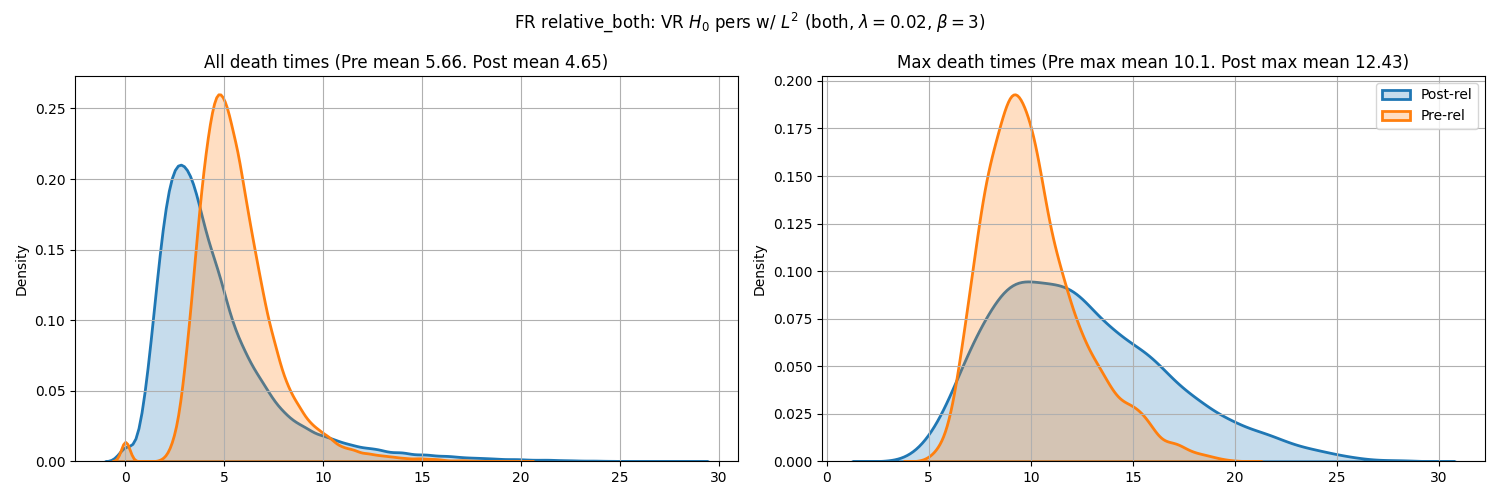 FR relative_both: VR $H_0$ pers w/ $L^2$ (both, $\lambda = 0.02$, $\beta = 3$)
All death times (Pre mean 5.66. Post mean 4.65)
Density
0.25
0.20
0.15
0.10
0.05
0.00
0 5 10 15 20 25 30
Max death times (Pre max mean 10.1. Post max mean 12.43)
Post-rel
Pre-rel
Density
0.200
0.175
0.150
0.125
0.100
0.075
0.050
0.025
0.000
0 5 10 15 20 25 30